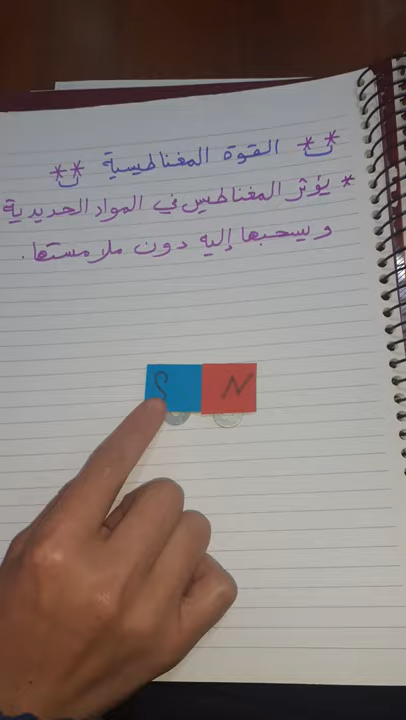 ** القوة المغناطيسية **
* يؤثر المغناطيس في المواد الحديدية
ويسحبها إليه دون ملامستها.
S N